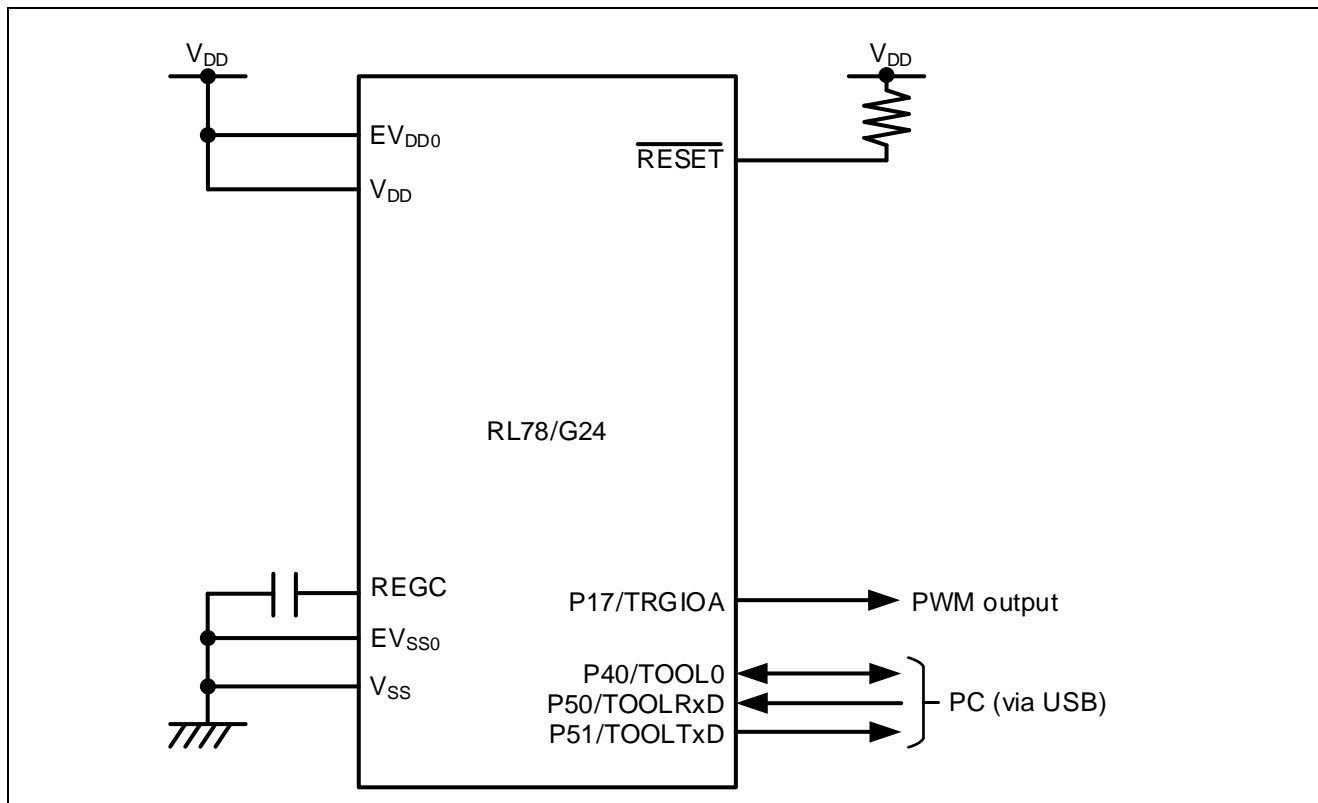 VDD
VDD
EVDD0
RESET
VDD
RL78/G24
REGC
P17/TRGIOA
PWM output
EVSS0
P40/TOOL0
VSS
P50/TOOLRxD
PC (via USB)
P51/TOOLTxD